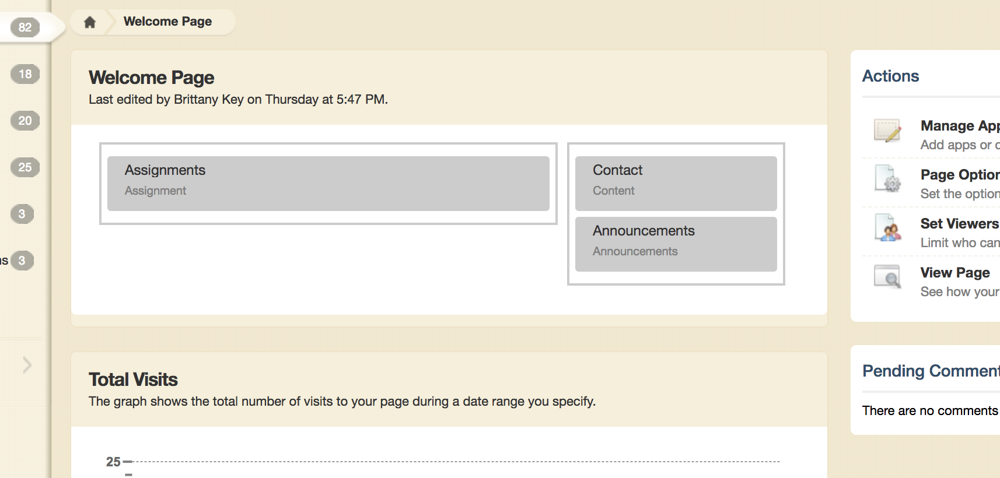 82
18
20
25
3
ns 3
Welcome Page
Welcome Page
Last edited by Brittany Key on Thursday at 5:47 PM.
Assignments
Assignment
Contact
Content
Announcements
Announcements
Total Visits
The graph shows the total number of visits to your page during a date range you specify.
25
Actions
Manage App
Add apps or c
Page Option
Set the option
Set Viewers
Limit who can
View Page
See how your
Pending Comment
There are no comments